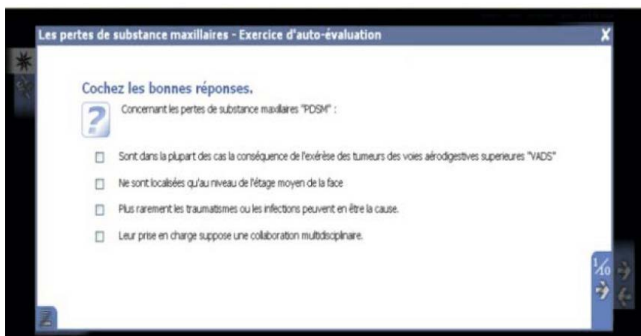 Les pertes de substance maxillaires - Exercice d'auto-évaluation X
Cochez les bonnes réponses.
? Concernant les pertes de substance maxillaires "PDSM" :
Sont dans la plupart des cas la conséquence de l'exérèse des tumeurs des voies aérodigestives superieures "VADS"
Ne sont localisées qu'au niveau de l'étage moyen de la face
Plus rarement les traumatismes ou les infections peuvent en être la cause.
Leur prise en charge suppose une collaboration multidisciplinaire.
1/10